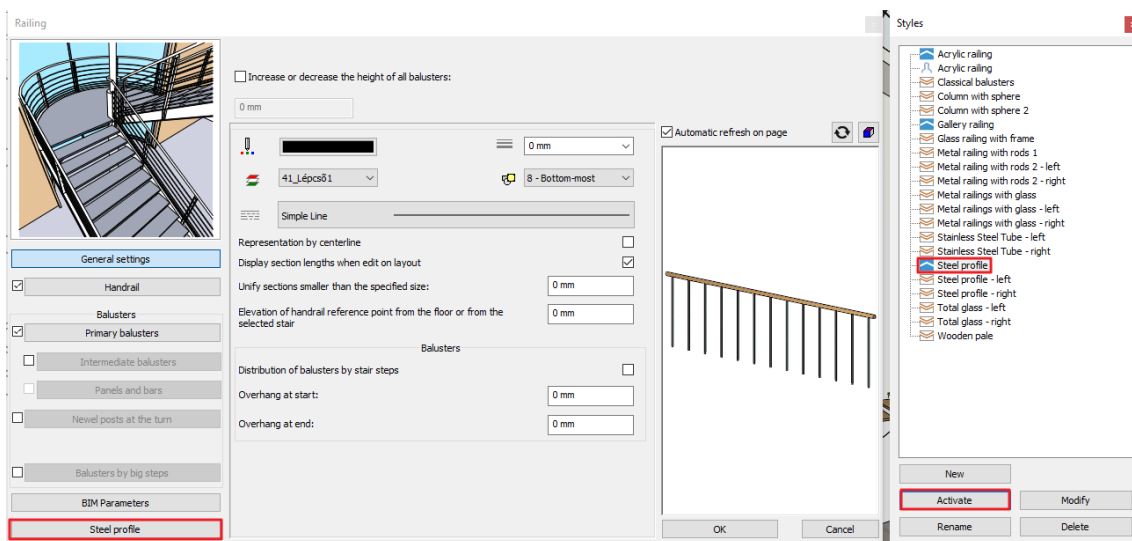 Railing
Increase or decrease the height of all balusters:
0 mm
0 mm
41_Lépcső1
8 - Bottom-most
Simple Line
Representation by centerline
Display section lengths when edit on layout
Unify sections smaller than the specified size:
0 mm
Elevation of handrail reference point from the floor or from the
selected stair
0 mm
Balusters
Distribution of balusters by stair steps
Overhang at start:
0 mm
Overhang at end:
0 mm
General settings
Handrail
Balusters
Primary balusters
Intermediate balusters
Panels and bars
Newel posts at the turn
Balusters by big steps
BIM Parameters
Steel profile
Automatic refresh on page
OK
Cancel
Styles
Acrylic railing
Acrylic railing
Classical balusters
Column with sphere
Column with sphere 2
Gallery railing
Glass railing with frame
Metal railing with rods 1
Metal railing with rods 2 - left
Metal railing with rods 2 - right
Metal railings with glass
Metal railings with glass - left
Metal railings with glass - right
Stainless Steel Tube - left
Stainless Steel Tube - right
Steel profile
Steel profile - left
Steel profile - right
Total glass - left
Total glass - right
Wooden pale
New
Activate
Modify
Rename
Delete